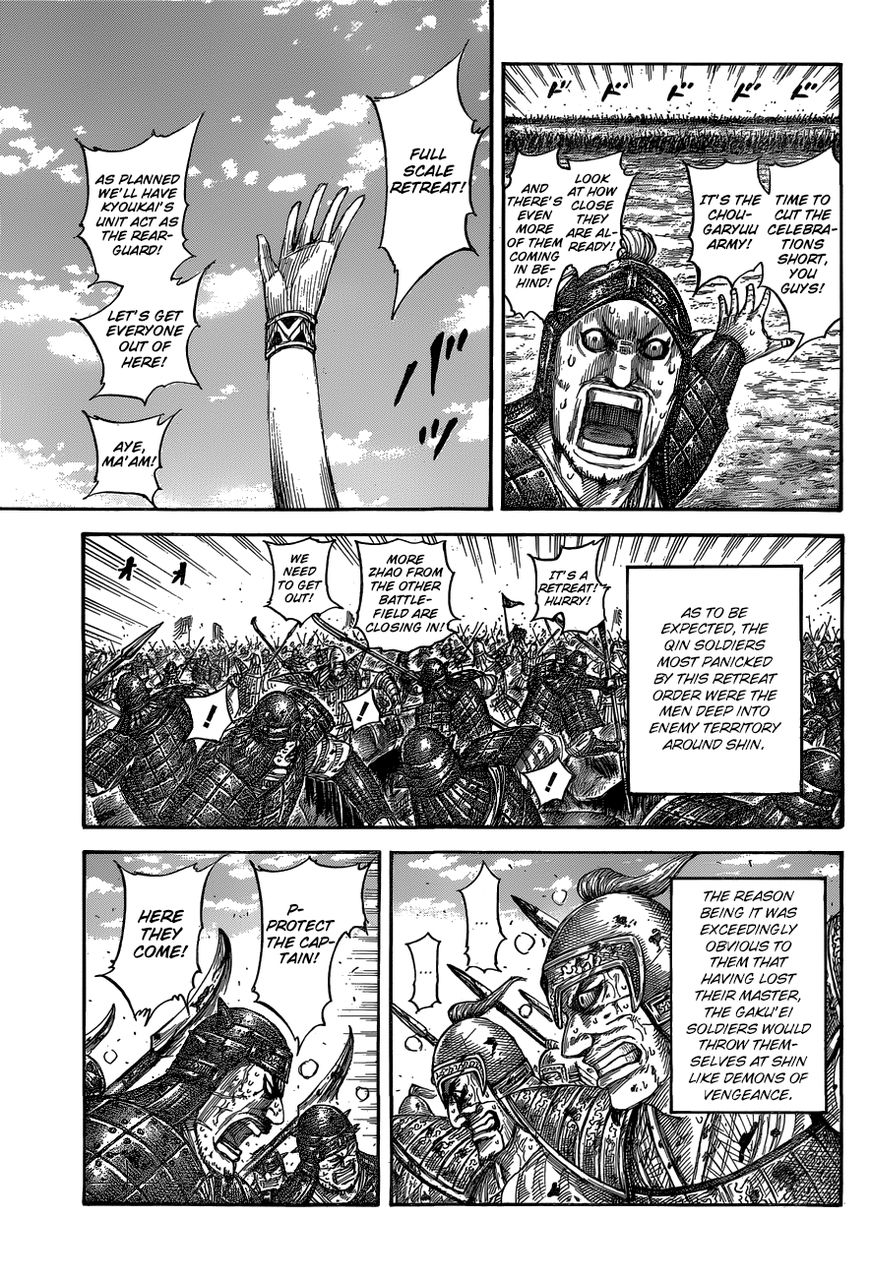 ド ド ド ド ド
TIME TO
CUT THE
CELEBRA-
TIONS
SHORT,
YOU
GUYS!
IT'S THE
CHOU-
GARYUU
ARMY!
LOOK
AT HOW
CLOSE
THEY
ARE AL-
READY!
AND
THERE'S
EVEN
MORE
OF THEM
COMING
IN BE-
HIND!
FULL
SCALE
RETREAT!
バッ
AS PLANNED
WE'LL HAVE
KYOUKAI'S
UNIT ACT AS
THE REAR-
GUARD!
LET'S GET
EVERYONE
OUT OF
HERE!
AYE,
MA'AM!
AS TO BE
EXPECTED, THE
QIN SOLDIERS
MOST PANICKED
BY THIS RETREAT
ORDER WERE THE
MEN DEEP INTO
ENEMY TERRITORY
AROUND SHIN.
IT'S A
RETREAT!
HURRY!
MORE
ZHAO FROM
THE OTHER
BATTLE-
FIELD ARE
CLOSING IN!
WE
NEED
TO GET
OUT!
オ オ
!
!
!
THE REASON
BEING IT WAS
EXCEEDINGLY
OBVIOUS TO
THEM THAT
HAVING LOST
THEIR MASTER,
THE GAKU'EI
SOLDIERS WOULD
THROW THEM-
SELVES AT SHIN
LIKE DEMONS OF
VENGEANCE.
...
...
P-
PROTECT
THE CAP-
TAIN!
HERE
THEY
COME!